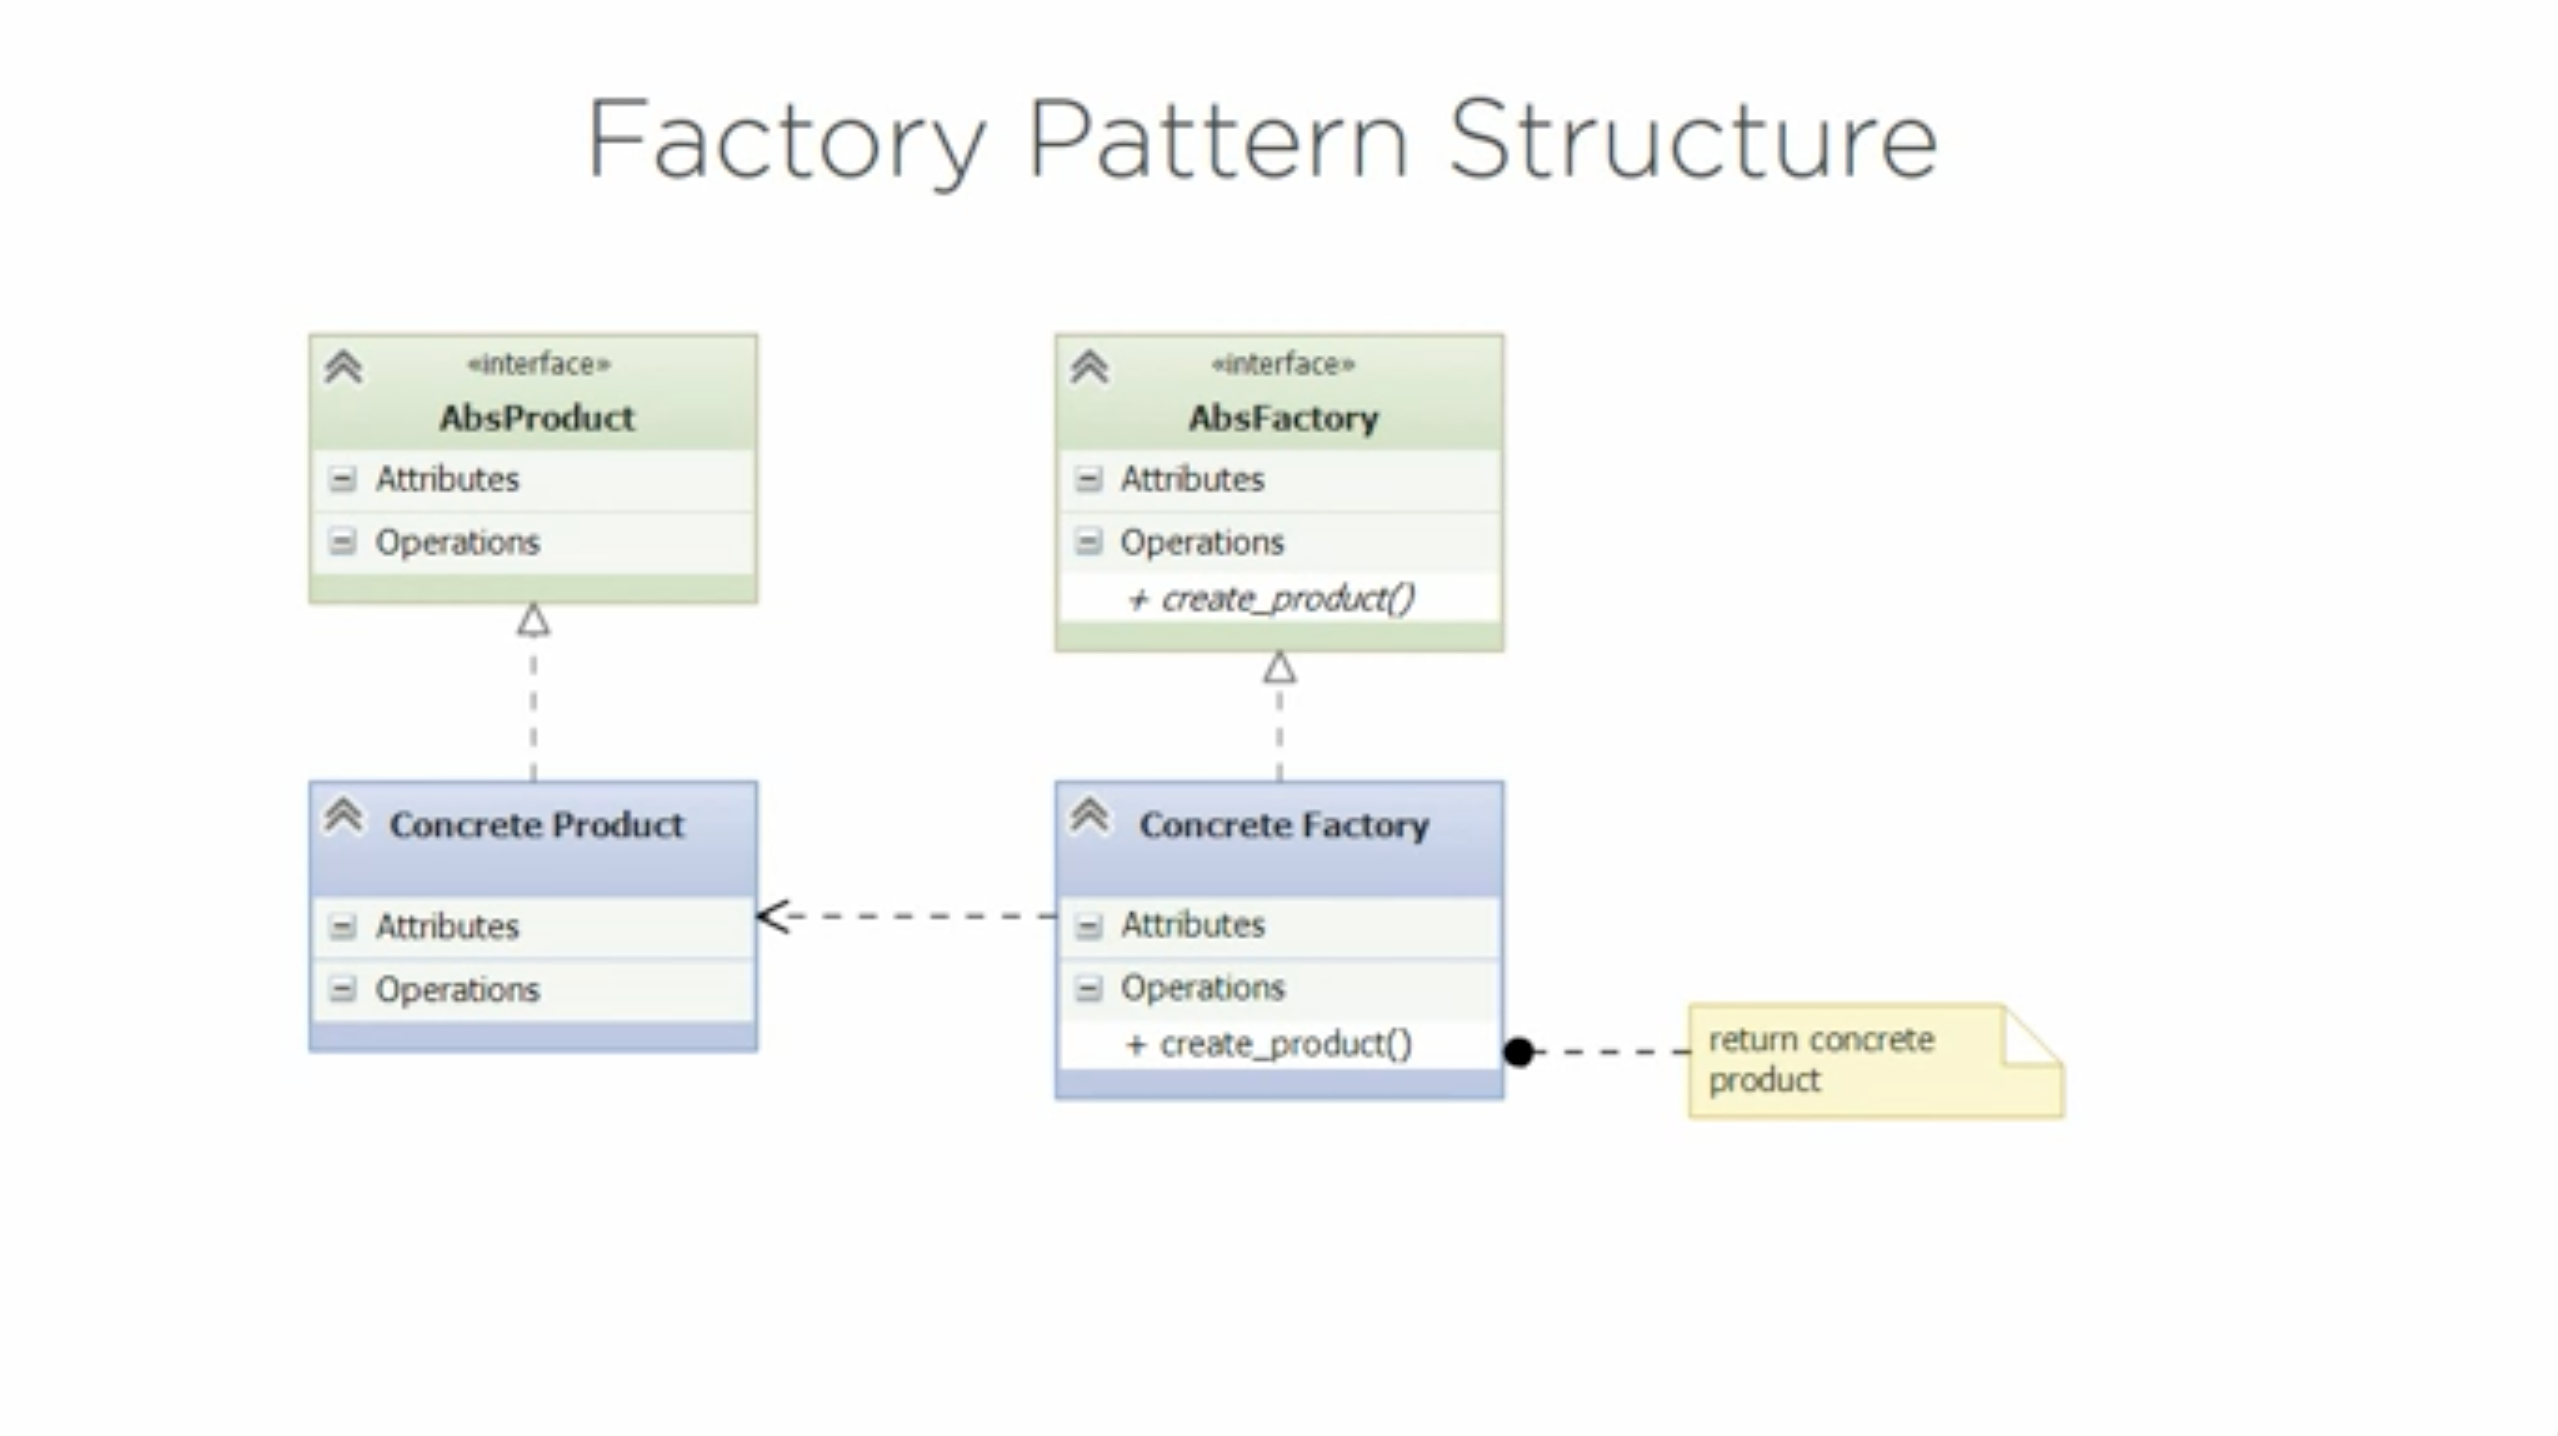 Factory Pattern Structure
«interface»
AbsProduct
Attributes
Operations
«interface»
AbsFactory
Attributes
Operations
+ create_product()
Concrete Product
Attributes
Operations
Concrete Factory
Attributes
Operations
+ create_product()
return concrete
product